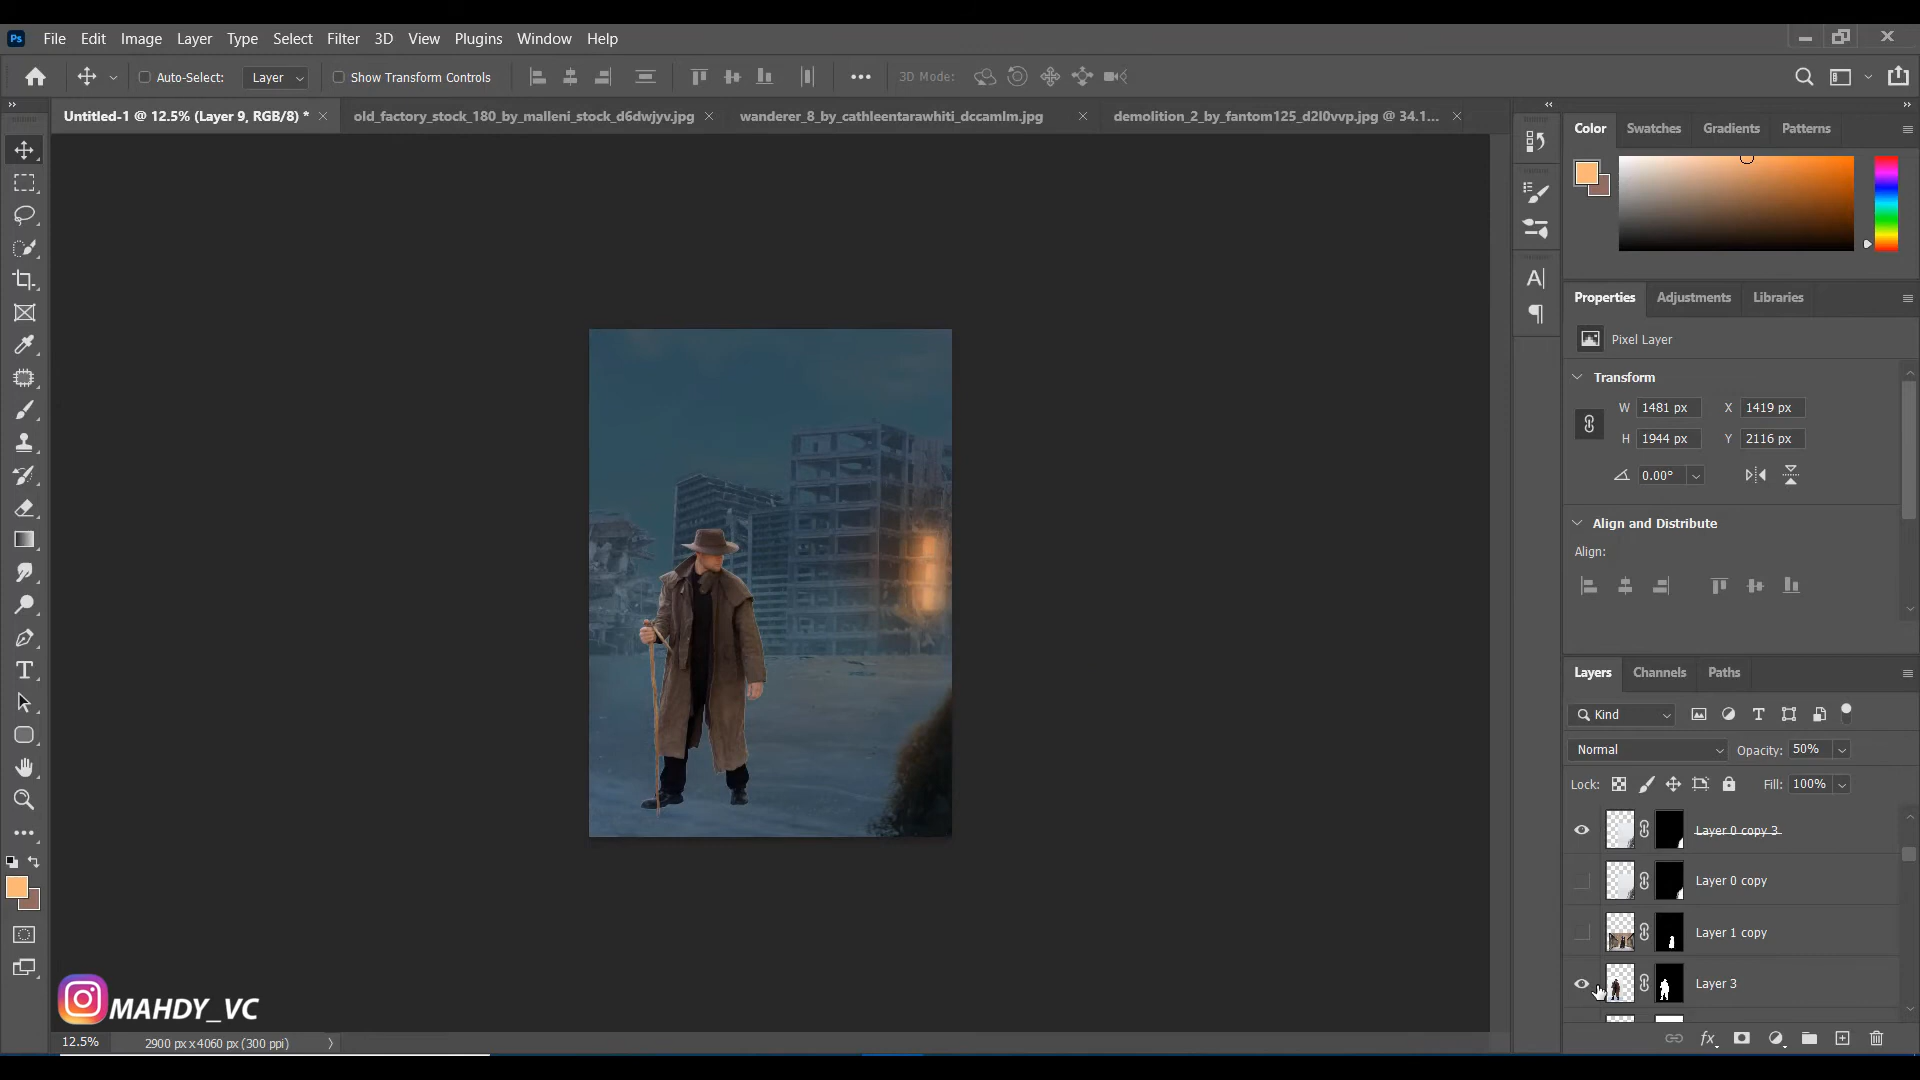 Ps File Edit Image Layer Type Select Filter 3D View Plugins Window Help
Auto-Select: Layer Show Transform Controls 3D Mode:
Untitled-1 @ 12.5% (Layer 9, RGB/8) * old_factory_stock_180_by_malleni_stock_d6dwjyv.jpg wanderer_8_by_cathleentarawhiti_dccamlm.jpg demolition_2_by_fantom125_d2l0vvp.jpg @ 34.1...
Color Swatches Gradients Patterns
Properties Adjustments Libraries
Pixel Layer
Transform
W 1481 px X 1419 px
H 1944 px Y 2116 px
0.00°
Align and Distribute
Align:
Layers Channels Paths
Kind
Normal Opacity: 50%
Lock: Fill: 100%
Layer 0 copy 3
Layer 0 copy
Layer 1 copy
Layer 3
MAHDY_VC
12.5% 2900 px x 4060 px (300 ppi)